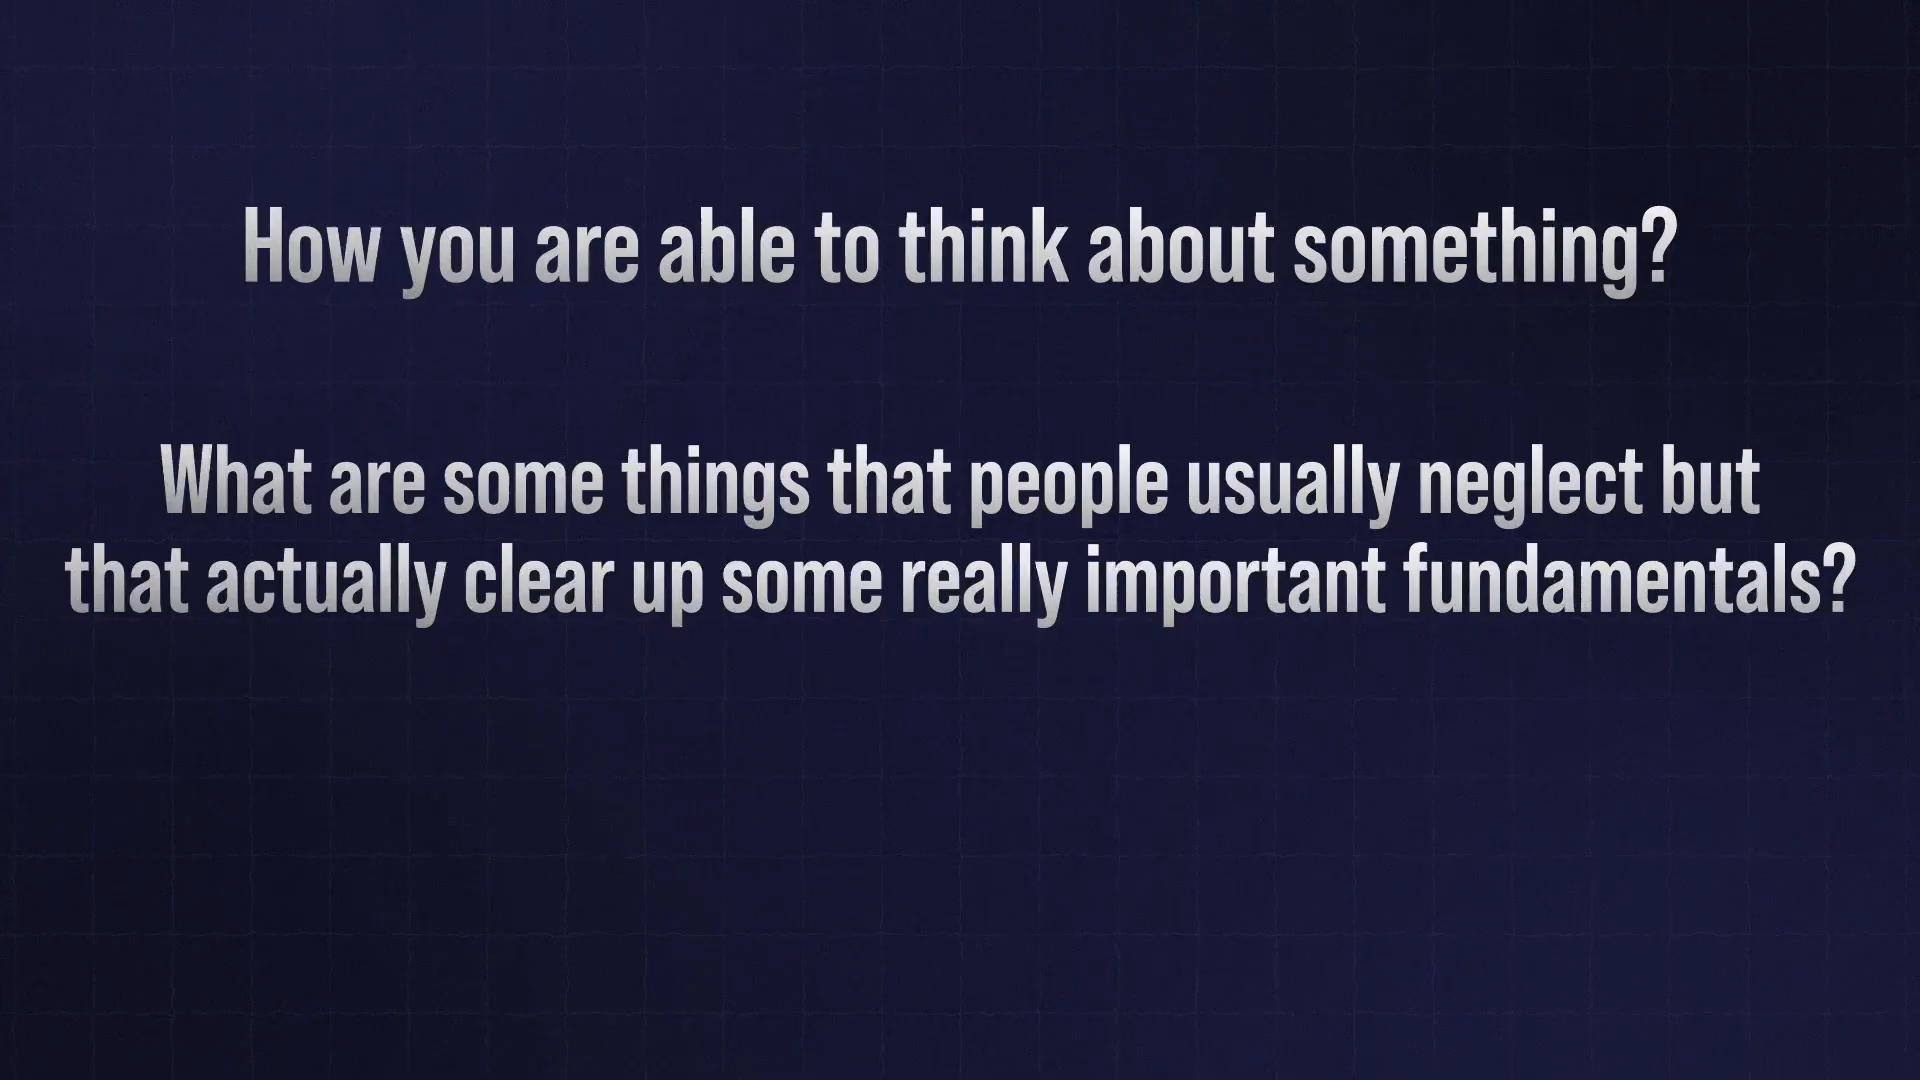 How you are able to think about something?
What are some things that people usually neglect but
that actually clear up some really important fundamentals?